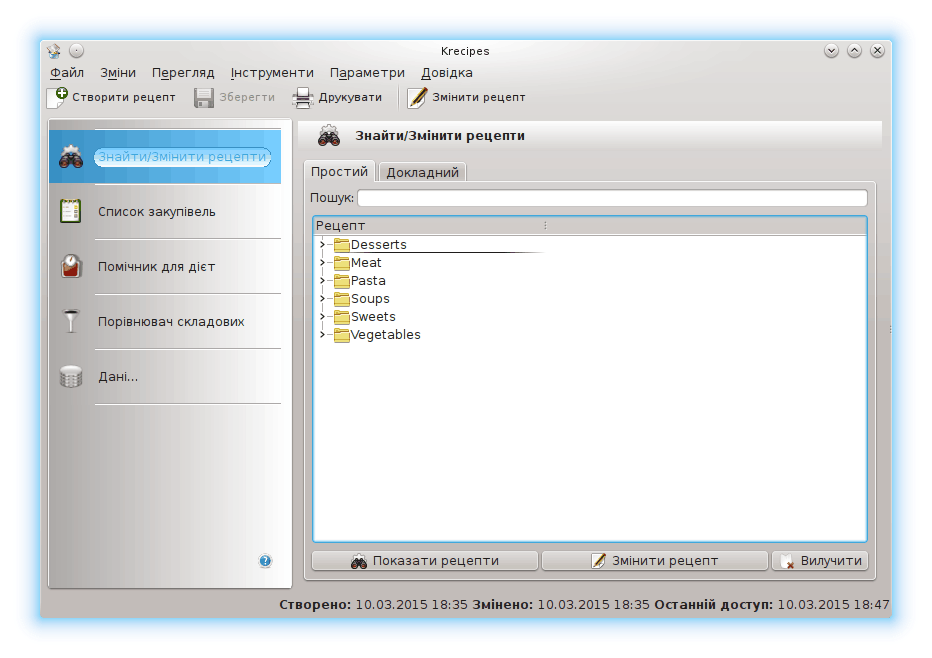 Krecipes
Файл Зміни Перегляд Інструменти Параметри Довідка
Створити рецепт Зберегти Друкувати Змінити рецепт
Знайти/Змінити рецепти
Список закупівель
Помічник для дієт
Порівнювач складових
Дані...
Знайти/Змінити рецепти
Простий Докладний
Пошук:
Рецепт
Desserts
Meat
Pasta
Soups
Sweets
Vegetables
Показати рецепти Змінити рецепт Вилучити
Створено: 10.03.2015 18:35 Змінено: 10.03.2015 18:35 Останній доступ: 10.03.2015 18:47